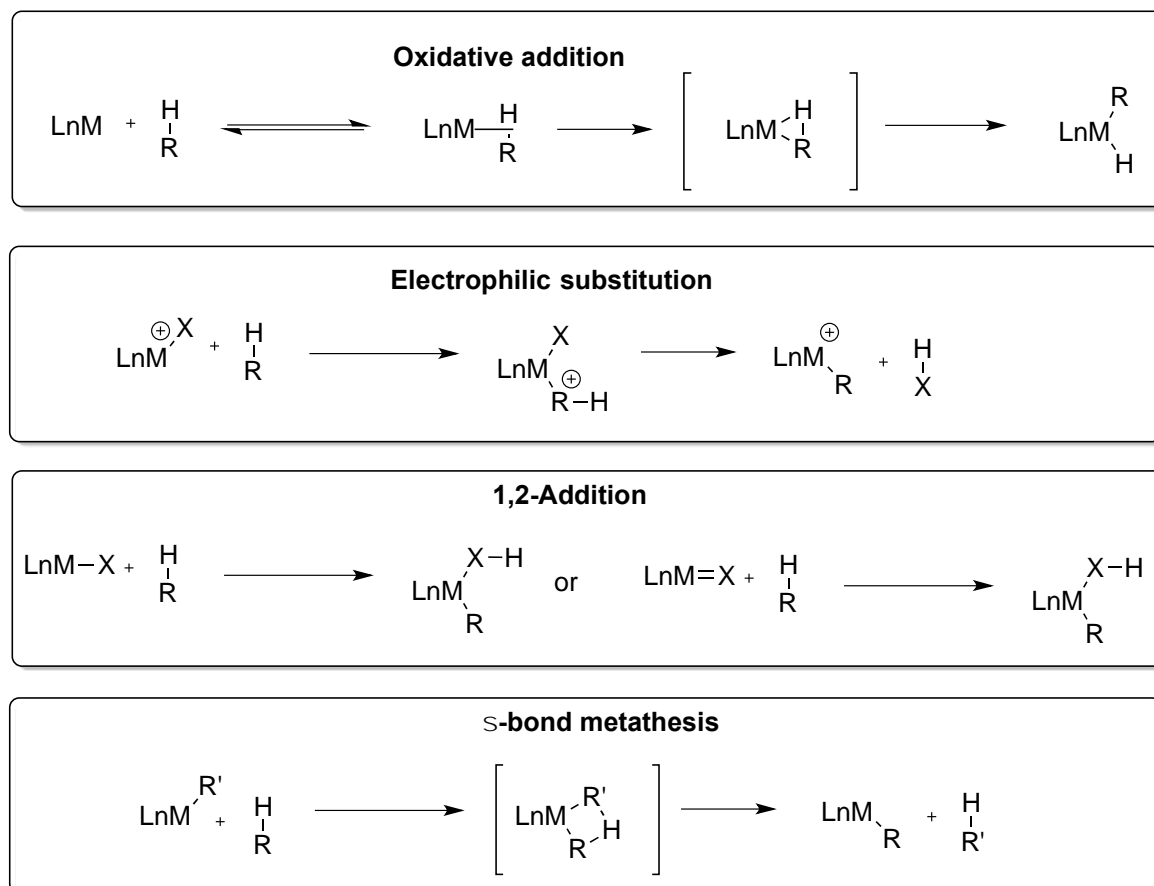 Oxidative addition
LnM + H R LnM H R LnM H R LnM R H
Electrophilic substitution
LnM + X + H R LnM X + R H LnM + R + H X
1,2-Addition
LnM X + H R LnM X H R or LnM X + H R LnM X H R
s-bond metathesis
LnM R' + H R LnM R' H R LnM R + H R'